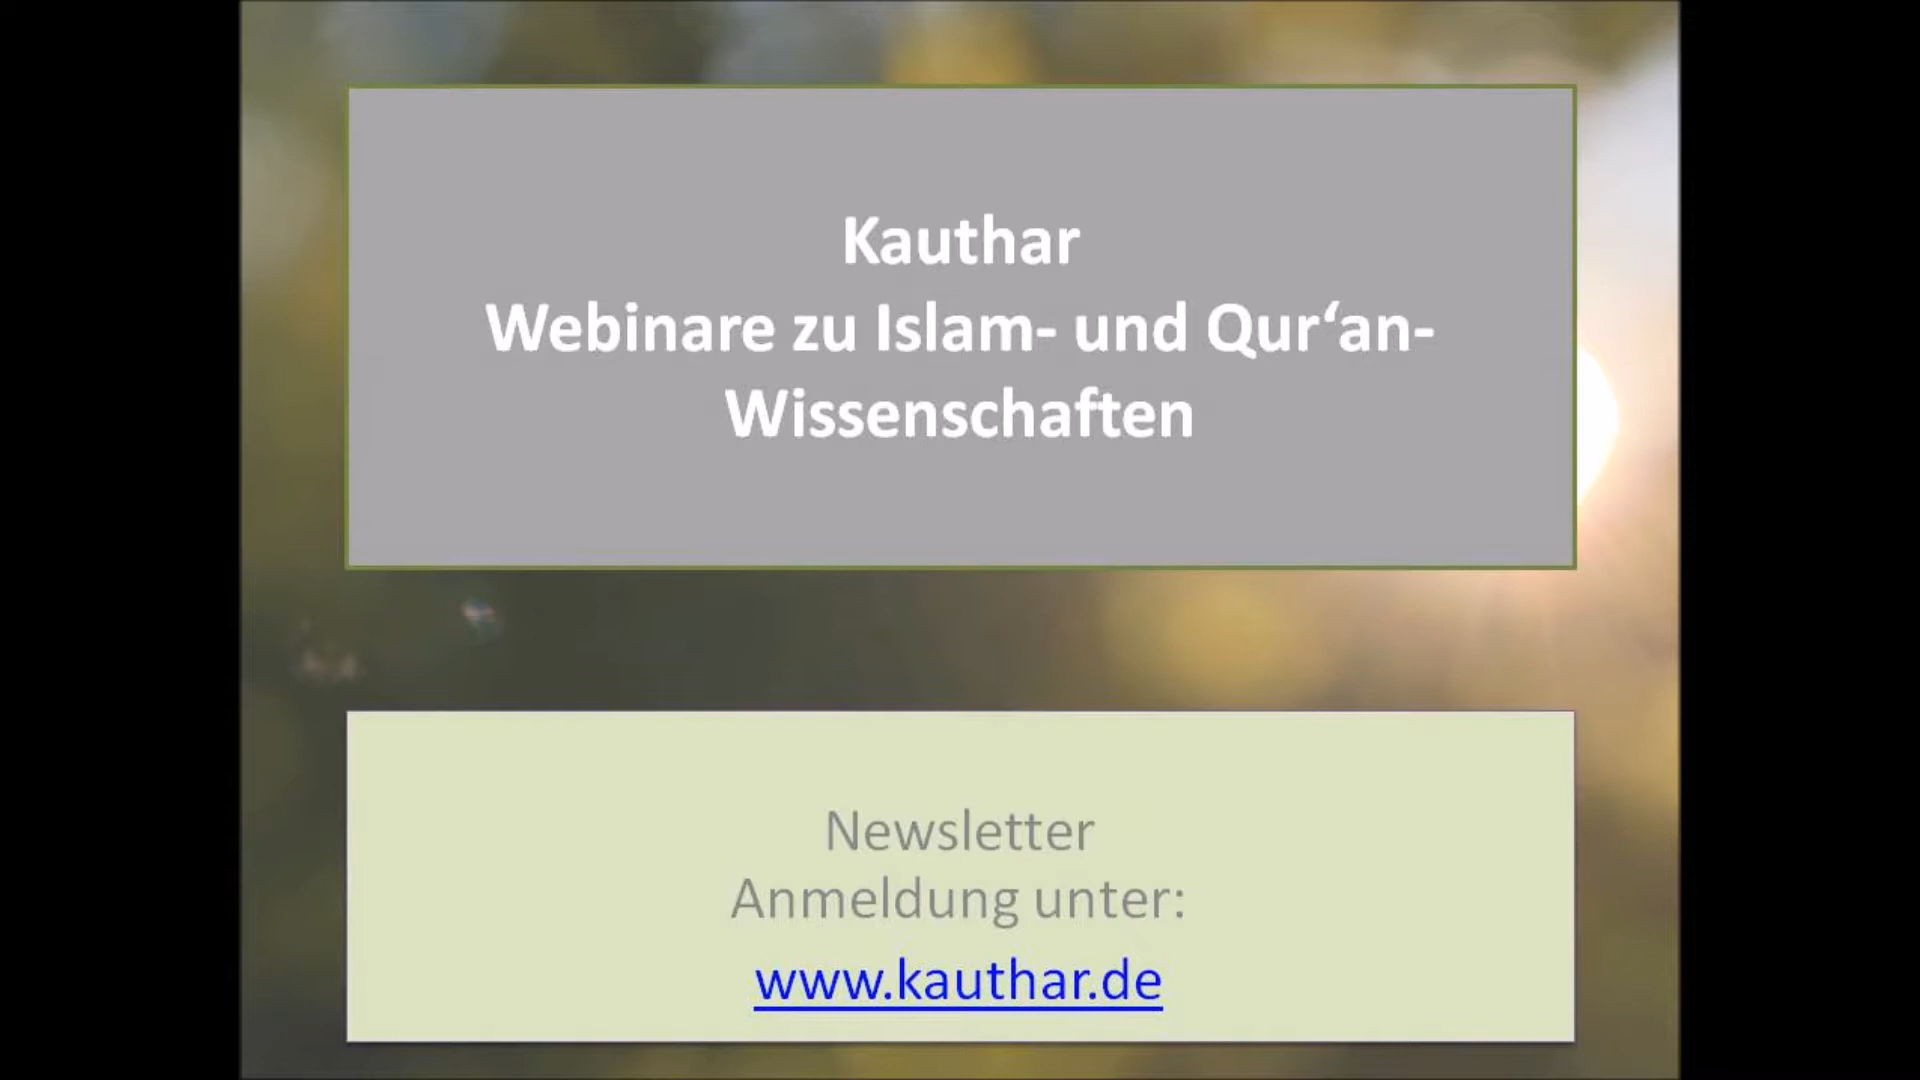 Kauthar
Webinare zu Islam- und Qur‘an-
Wissenschaften
Newsletter
Anmeldung unter:
www.kauthar.de